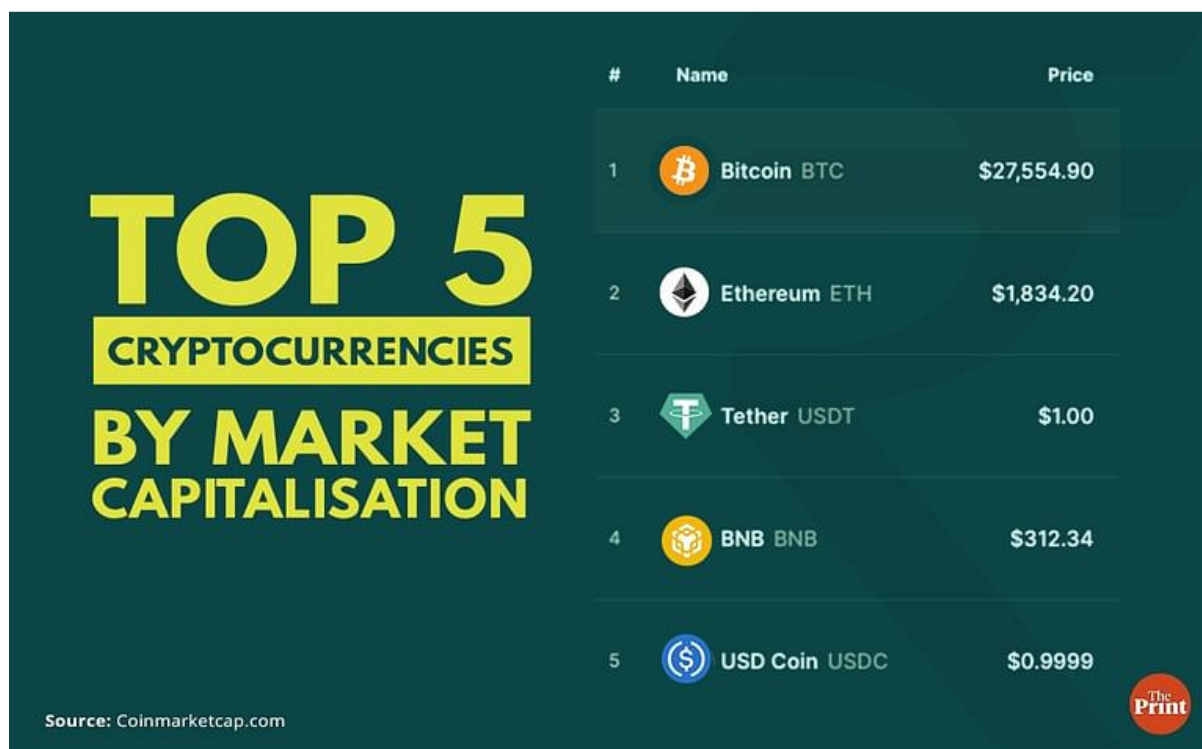 TOP 5
CRYPTOCURRENCIES
BY MARKET
CAPITALISATION
# Name Price
1 Bitcoin BTC $27,554.90
2 Ethereum ETH $1,834.20
3 Tether USDT $1.00
4 BNB BNB $312.34
5 USD Coin USDC $0.9999
Source: Coinmarketcap.com
The
Print